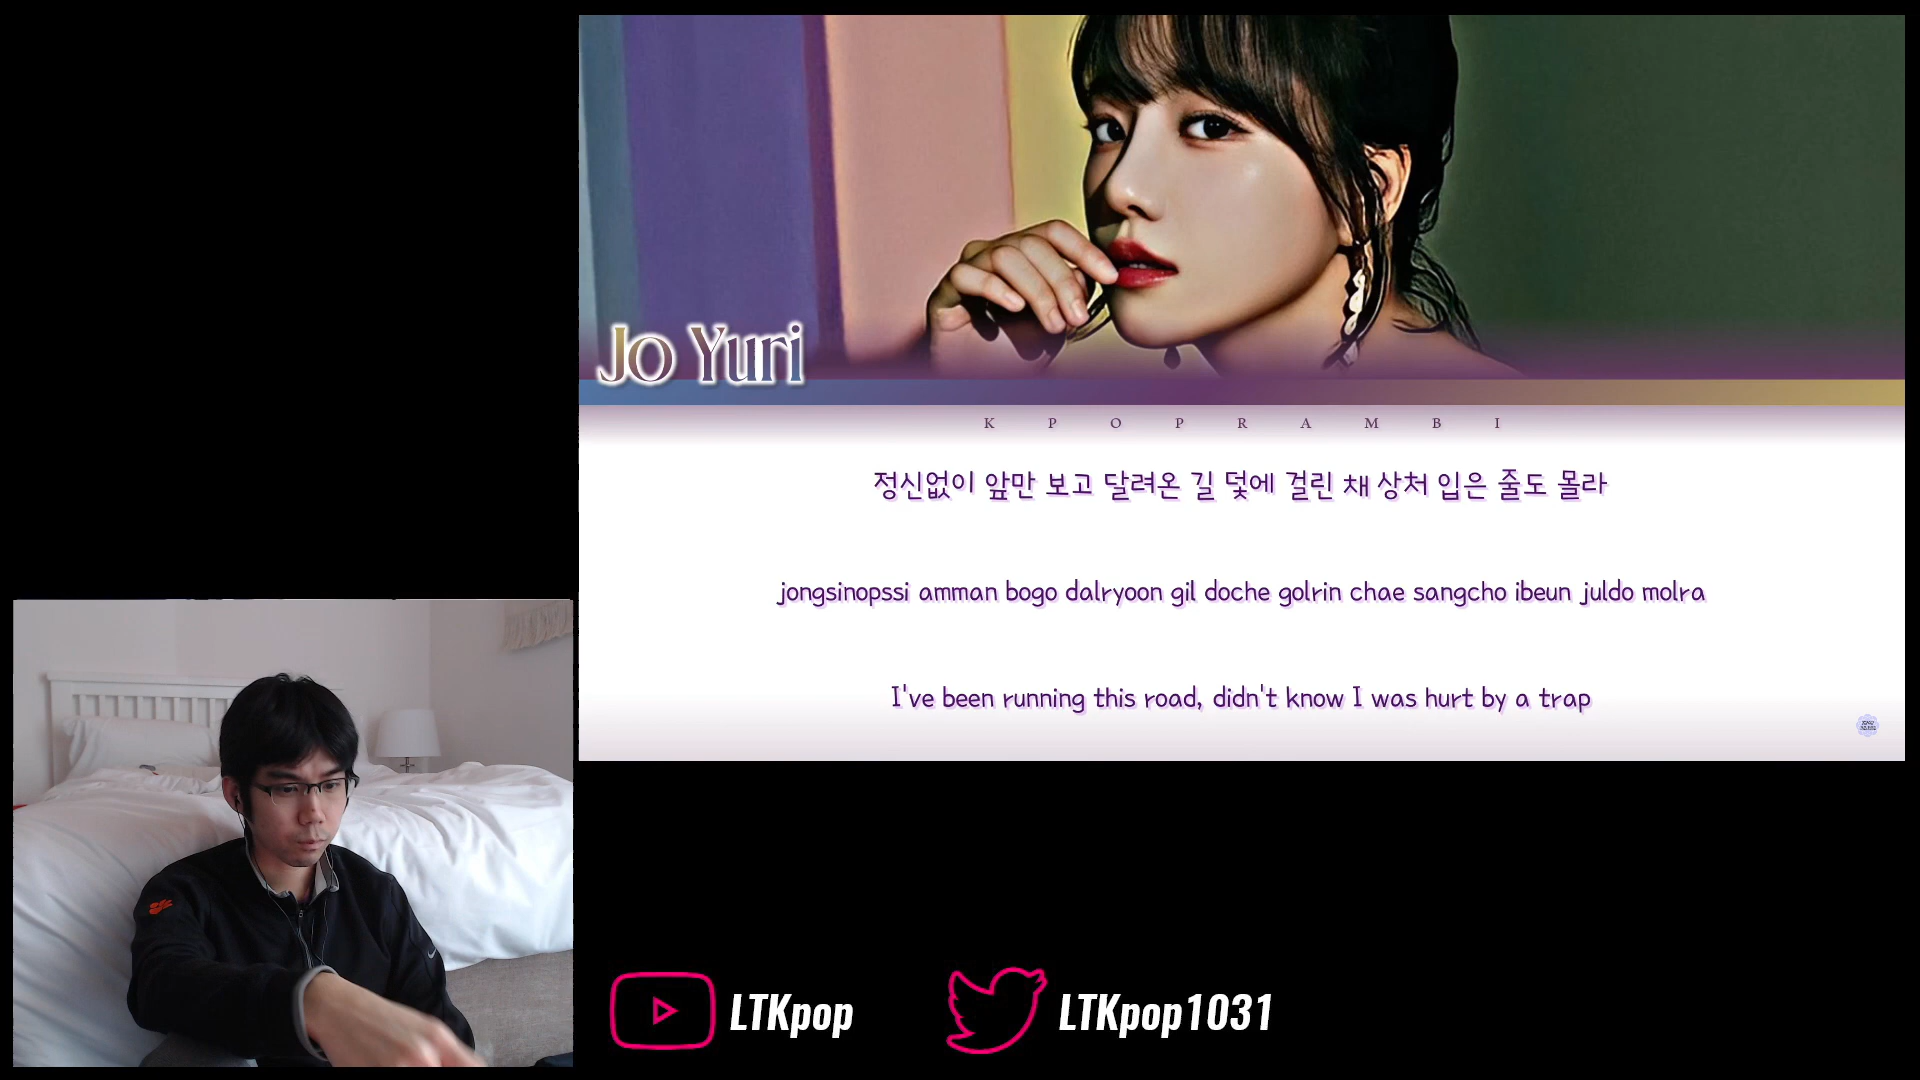 Jo Yuri
K P O P R A M B I
정신없이 앞만 보고 달려온 길 덫에 걸린 채 상처 입은 줄도 몰라
jongsinopssi amman bogo dalryoon gil doche golrin chae sangcho ibeun juldo molra
I've been running this road, didn't know I was hurt by a trap
LTKpop
LTKpop1031